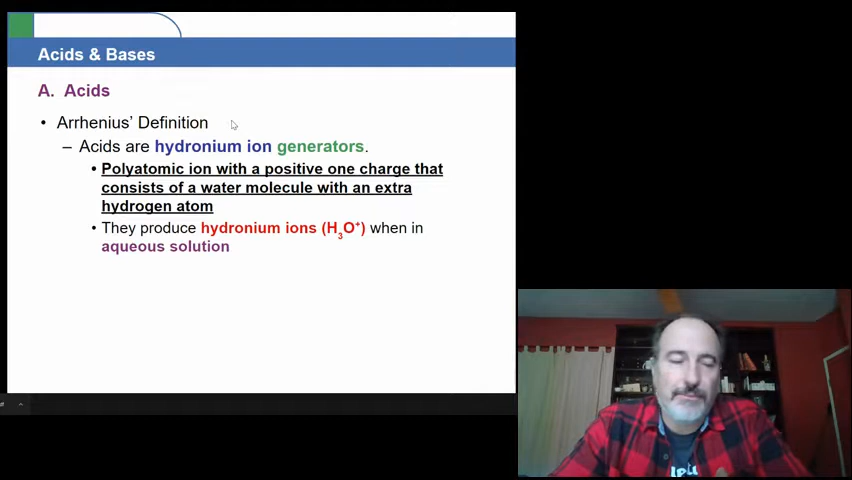 Acids & Bases
A. Acids
• Arrhenius' Definition
– Acids are hydronium ion generators.
• Polyatomic ion with a positive one charge that
consists of a water molecule with an extra
hydrogen atom
• They produce hydronium ions (H₃O⁺) when in
aqueous solution